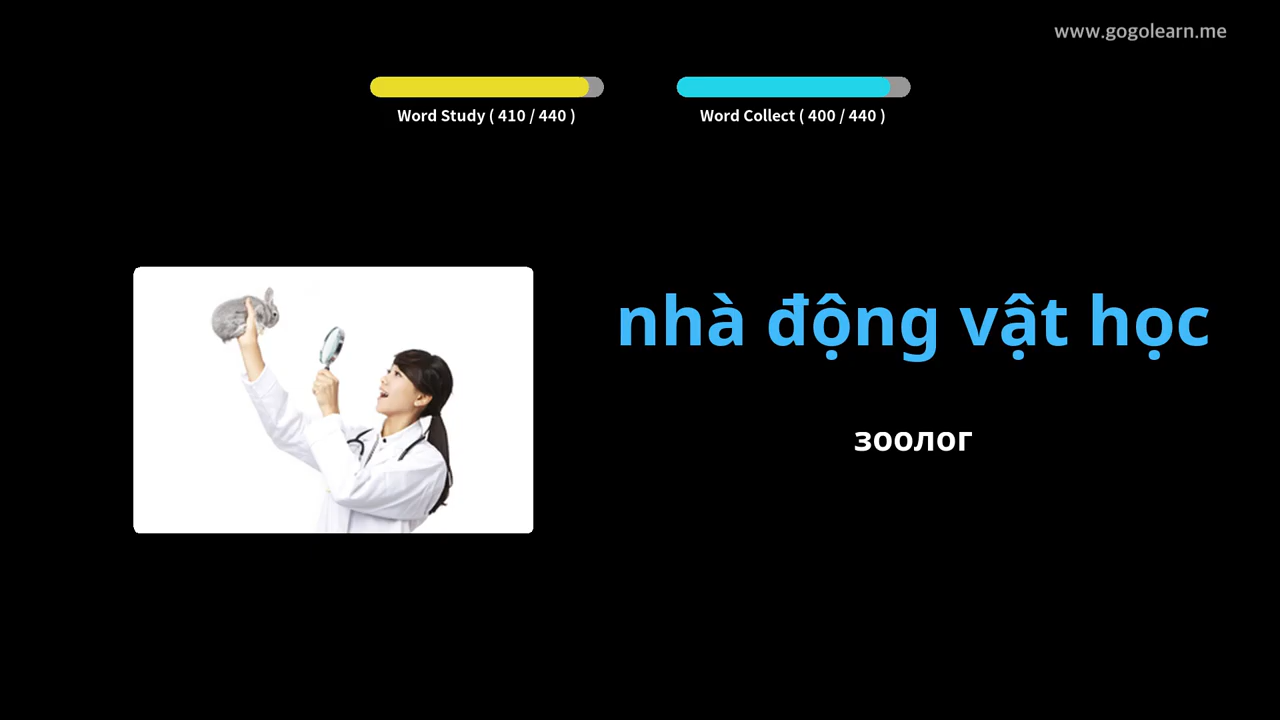 www.gogolearn.me
Word Study ( 410 / 440 )
Word Collect ( 400 / 440 )
nhà động vật học
зоолог